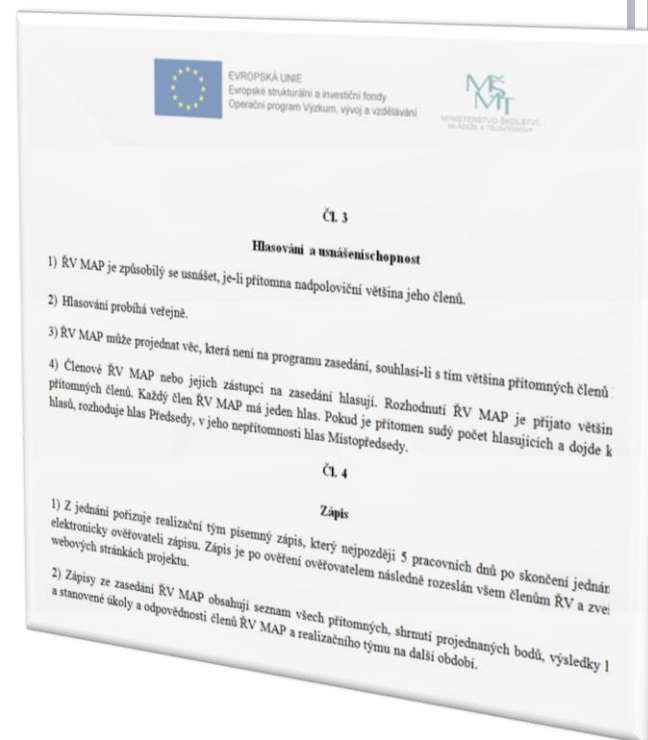 EVROPSKÁ UNIE
Evropské strukturální a investiční fondy
Operační program Výzkum, vývoj a vzdělávání
MŠMT
MINISTERSTVO ŠKOLSTVÍ,
MLÁDEŽE A TĚLOVÝCHOVY
Čl. 3
Hlasování a usnášeníschopnost
1) ŘV MAP je způsobilý se usnášet, je-li přítomna nadpoloviční většina jeho členů.
2) Hlasování probíhá veřejně.
3) ŘV MAP může projednat věc, která není na programu zasedání, souhlasí-li s tím většina přítomných členů
4) Členové ŘV MAP nebo jejich zástupci na zasedání hlasují. Rozhodnutí ŘV MAP je přijato většin
přítomných členů. Každý člen ŘV MAP má jeden hlas. Pokud je přítomen sudý počet hlasujících a dojde k
hlasů, rozhoduje hlas Předsedy, v jeho nepřítomnosti hlas Místopředsedy.
Čl. 4
Zápis
1) Z jednání pořizuje realizační tým písemný zápis, který nejpozději 5 pracovních dnů po skončení jednán
elektronicky ověřovateli zápisu. Zápis je po ověření ověřovatelem následně rozeslán všem členům ŘV a zveř
webových stránkách projektu.
2) Zápisy ze zasedání ŘV MAP obsahují seznam všech přítomných, shrnutí projednaných bodů, výsledky
a stanovené úkoly a odpovědnosti členů ŘV MAP a realizačního týmu na další období.